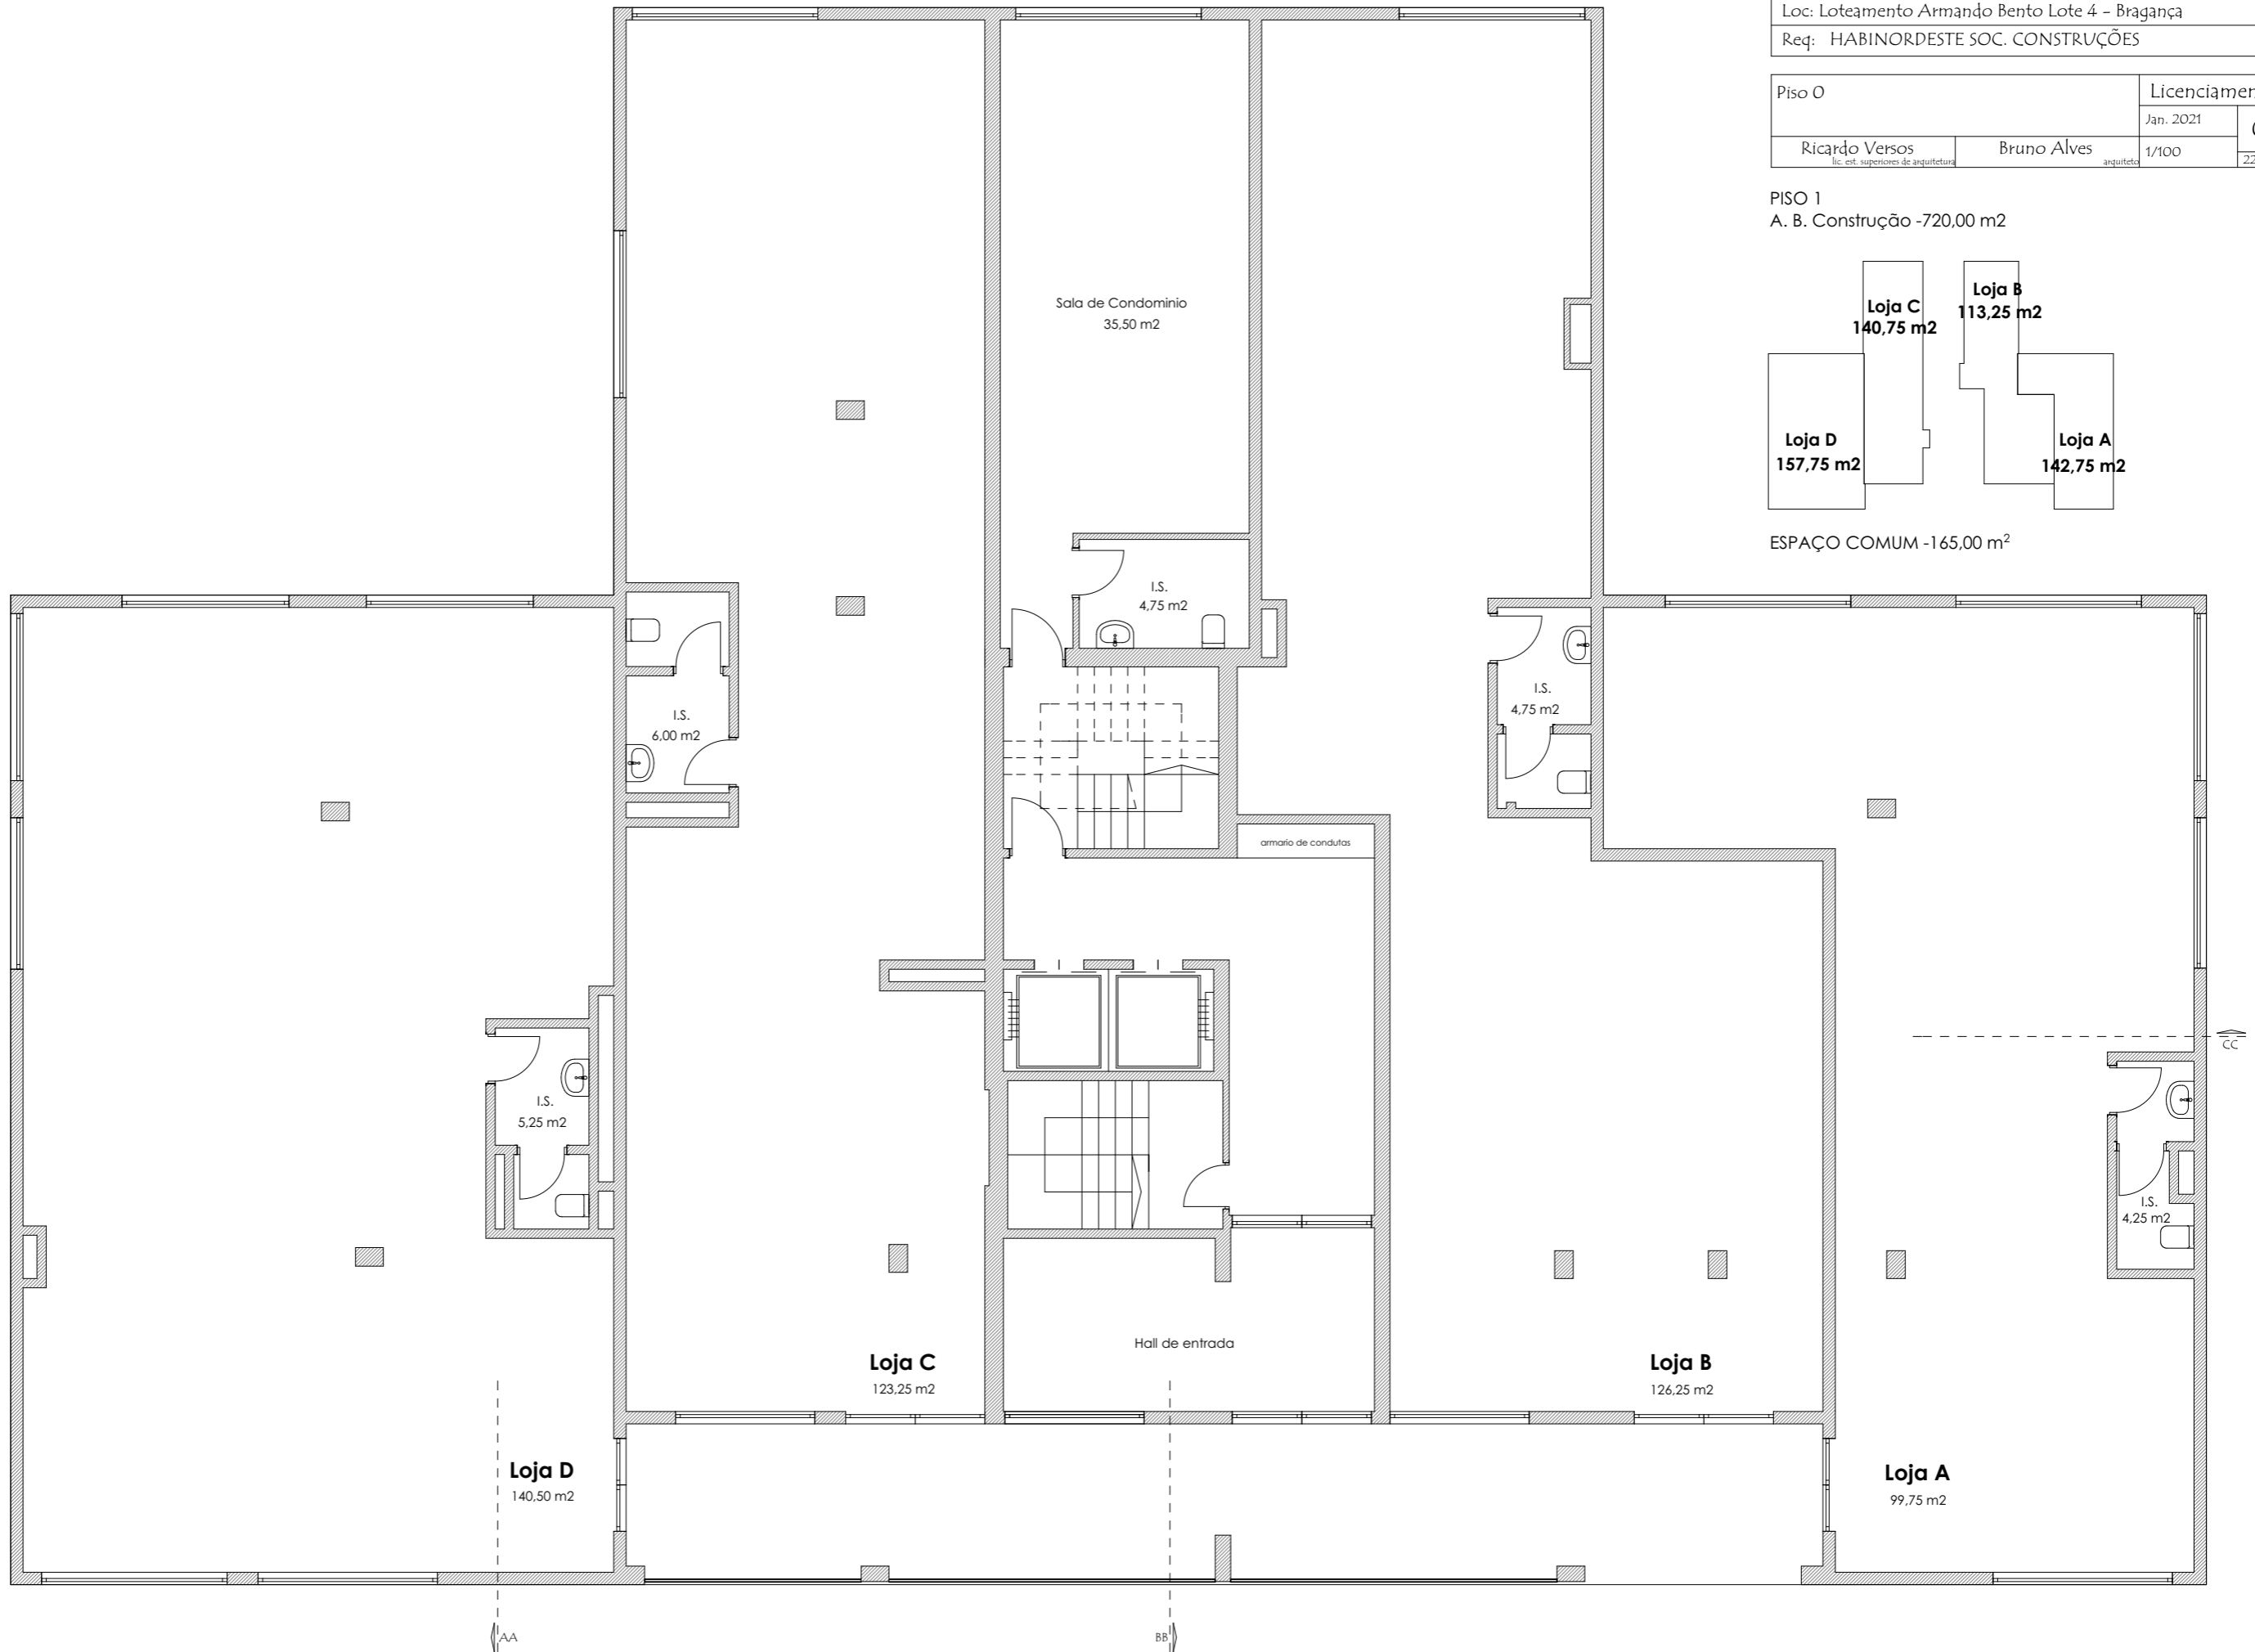 Loc: Loteamento Armando Bento Lote 4 - Bragança
Req: HABINORDESTE SOC. CONSTRUÇÕES
Piso 0
Jan. 2021
Ricardo Versos
lic. est. superiores de arquitetura
Bruno Alves
arquiteto
1/100
PISO 1
A. B. Construção -720,00 m2
Loja B
113,25 m2
Loja C
140,75 m2
Loja D
157,75 m2
Loja A
142,75 m2
ESPAÇO COMUM -165,00 m²
Sala de Condominio
35,50 m2
I.S.
4,75 m2
I.S.
4,75 m2
I.S.
6,00 m2
armario de condutas
CC
I.S.
5,25 m2
I.S.
4,25 m2
Hall de entrada
Loja C
123,25 m2
Loja B
126,25 m2
Loja D
140,50 m2
Loja A
99,75 m2
AA
BB